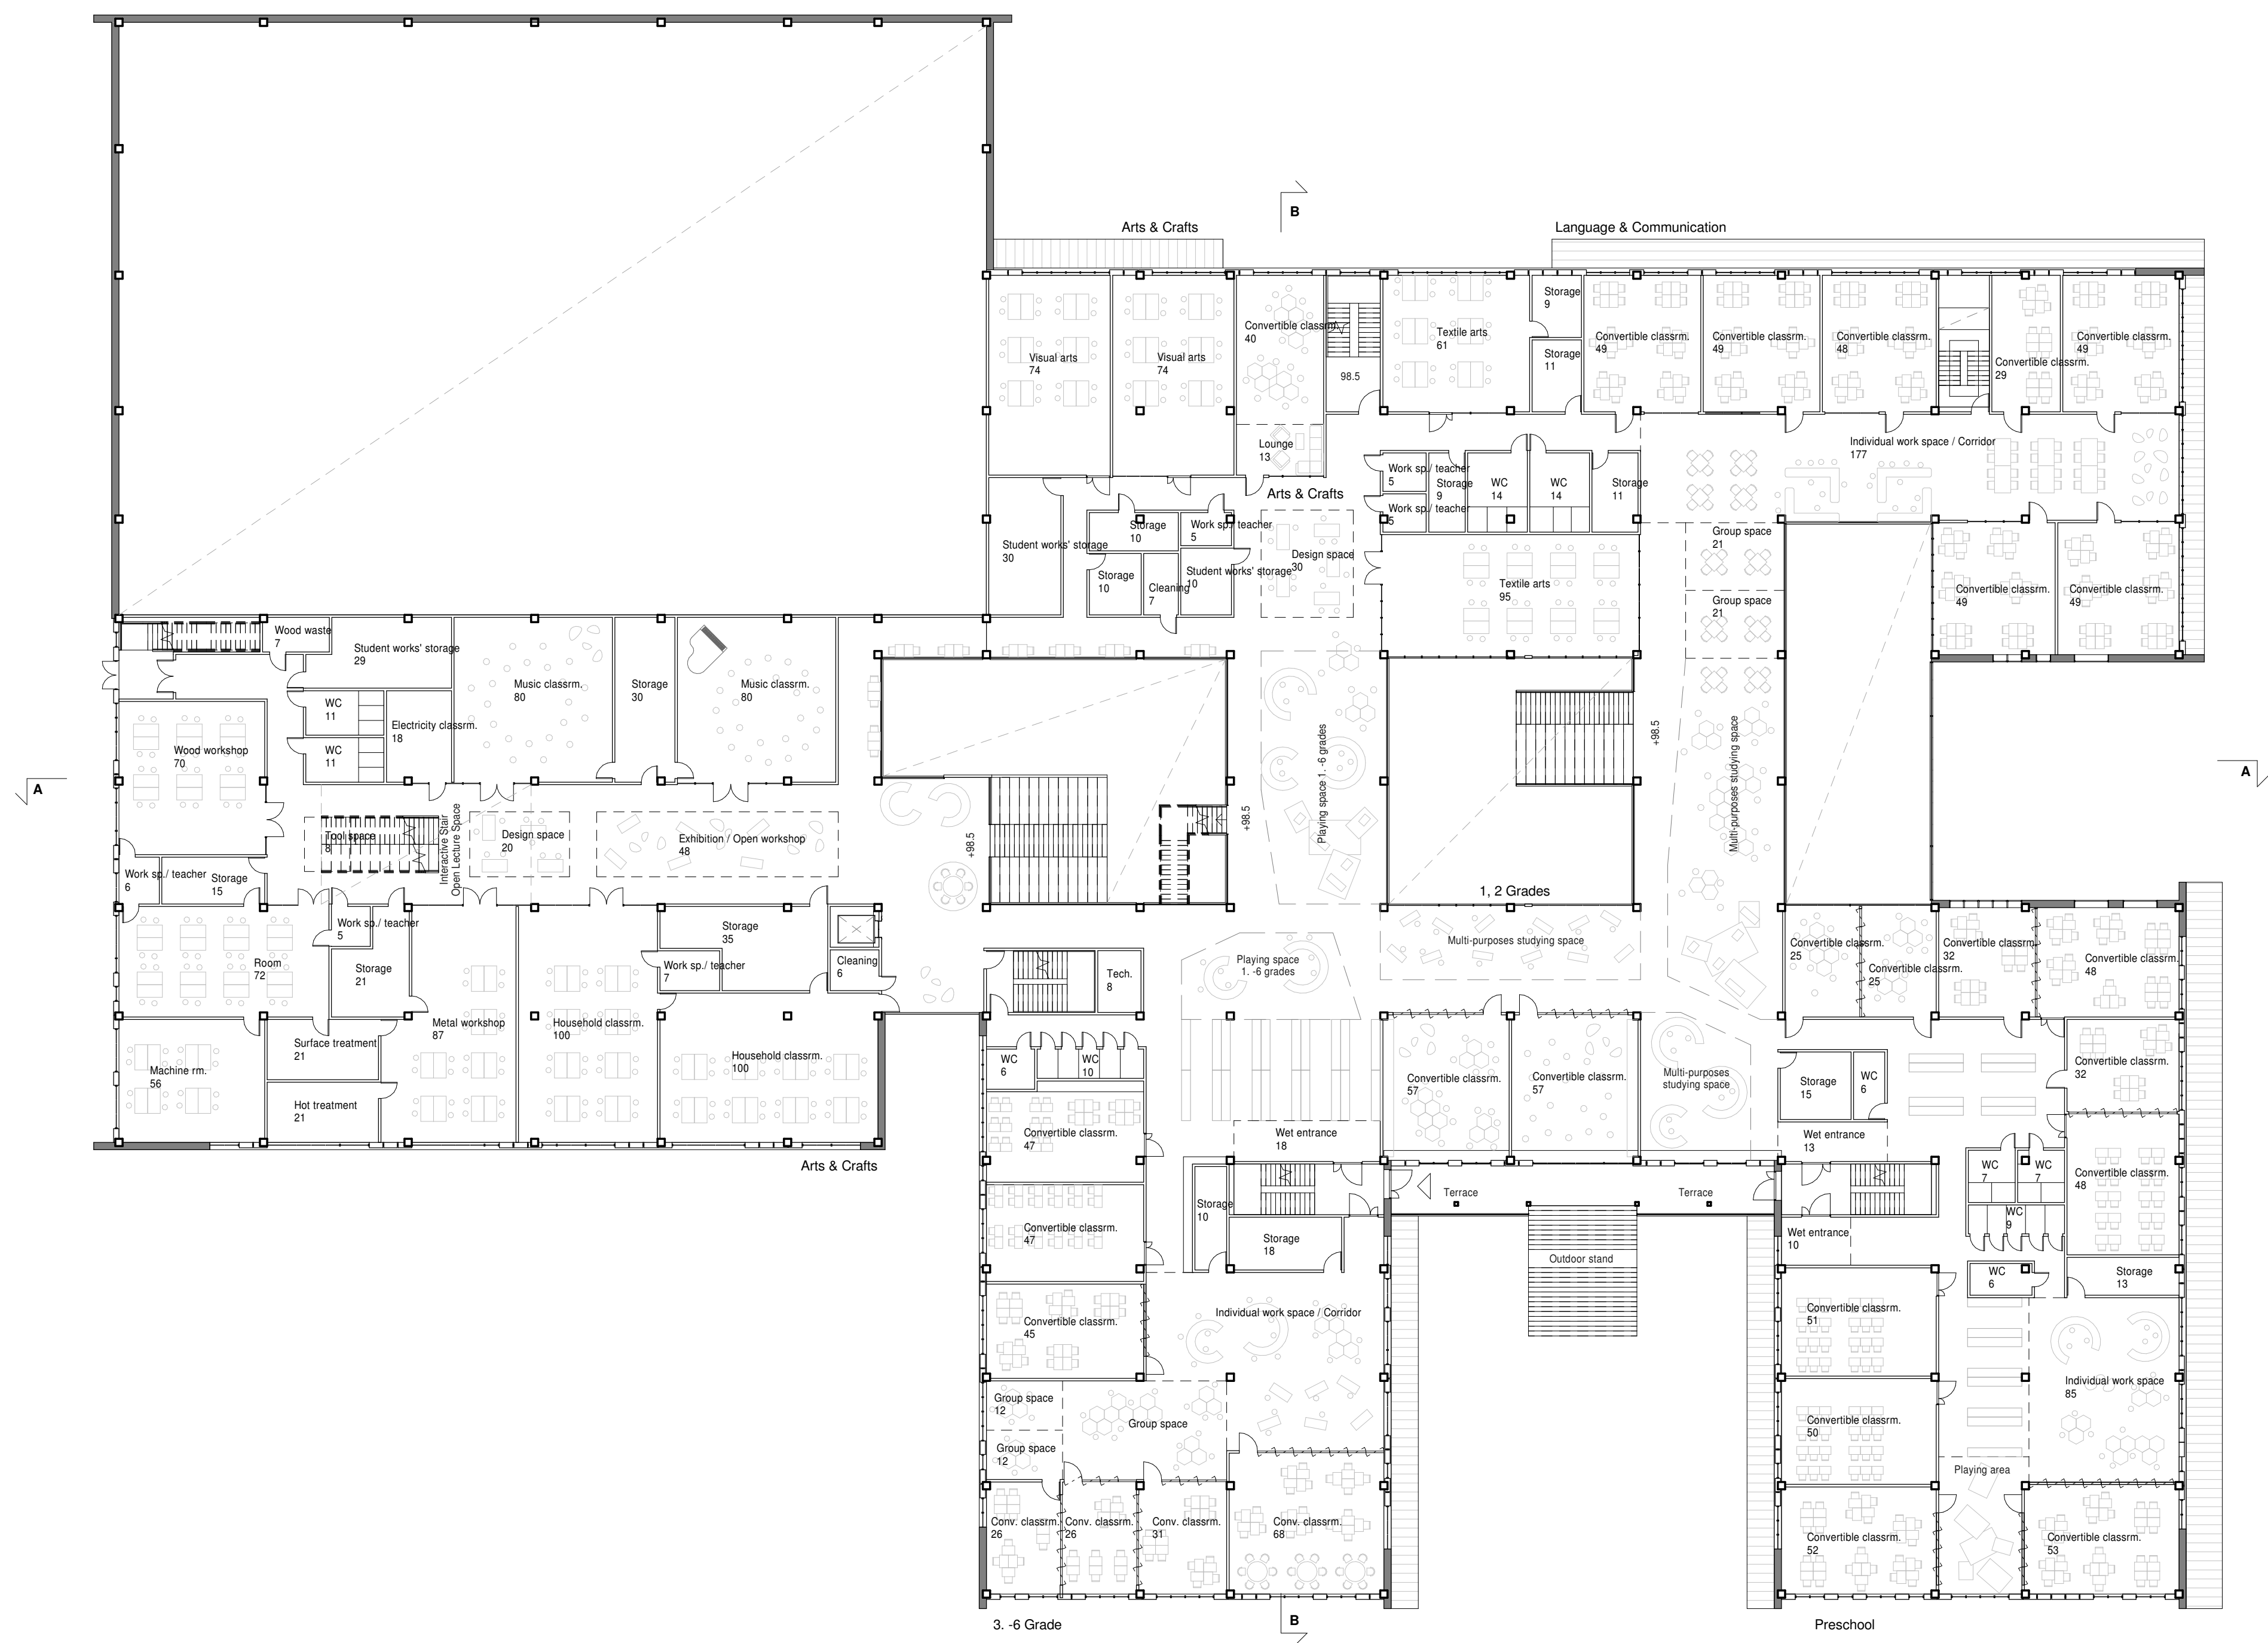 B
Arts & Crafts
Language & Communication
Visual arts
74
Visual arts
74
Convertible classrm.
40
98.5
Lounge
13
Textile arts
61
Storage
9
Storage
11
Convertible classrm.
49
Convertible classrm.
49
Convertible classrm.
48
Convertible classrm.
29
Convertible classrm.
49
Individual work space / Corridor
177
Work sp./ teacher
5
Work sp./ teacher
5
Storage
9
WC
14
WC
14
Storage
11
Arts & Crafts
Student works' storage
30
Storage
10
Work sp./ teacher
5
Storage
10
Cleaning
7
Student works' storage
10
Design space
30
Textile arts
95
Group space
21
Group space
21
Convertible classrm.
49
Convertible classrm.
49
Wood waste
7
Student works' storage
29
WC
11
WC
11
Electricity classrm.
18
Music classrm.
80
Storage
30
Music classrm.
80
Wood workshop
70
A
A
Tool space
8
Interactive Stair
Open Lecture Space
Design space
20
Exhibition / Open workshop
48
+98.5
+98.5
Playing space 1. -6 grades
+98.5
Multi-purposes studying space
Work sp./ teacher
6
Storage
15
Room
72
Work sp./ teacher
5
Storage
21
Metal workshop
87
Household classrm.
100
Storage
35
Work sp./ teacher
7
Cleaning
6
Household classrm.
100
Machine rm.
56
Surface treatment
21
Hot treatment
21
Arts & Crafts
Tech.
8
Playing space
1. -6 grades
1, 2 Grades
Multi-purposes studying space
Convertible classrm.
25
Convertible classrm.
25
Convertible classrm.
32
Convertible classrm.
48
WC
6
WC
10
Convertible classrm.
57
Convertible classrm.
57
Multi-purposes
studying space
Storage
15
WC
6
Convertible classrm.
32
Convertible classrm.
47
Wet entrance
18
Wet entrance
13
WC
7
WC
7
Convertible classrm.
48
Convertible classrm.
47
Storage
10
Storage
18
Terrace
Terrace
Outdoor stand
Wet entrance
10
WC
9
WC
6
Storage
13
Convertible classrm.
45
Individual work space / Corridor
Convertible classrm.
51
Group space
12
Group space
12
Group space
Convertible classrm.
50
Individual work space
85
Playing area
Conv. classrm.
26
Conv. classrm.
26
Conv. classrm.
31
Conv. classrm.
68
Convertible classrm.
52
Convertible classrm.
53
3. -6 Grade
B
Preschool